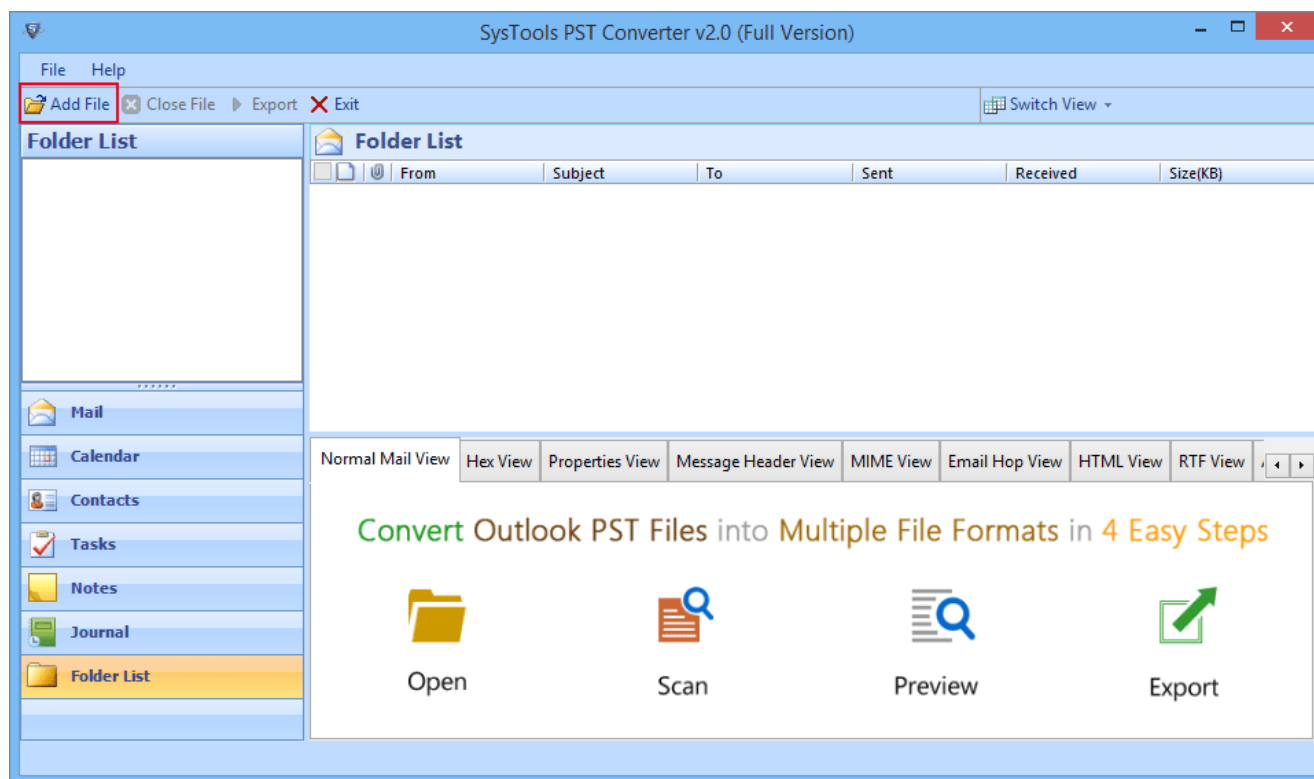 SysTools PST Converter v2.0 (Full Version)
File Help
Add File Close File Export Exit Switch View
Folder List
Folder List
From Subject To Sent Received Size(KB)
Mail
Calendar
Contacts
Tasks
Notes
Journal
Folder List
Normal Mail View Hex View Properties View Message Header View MIME View Email Hop View HTML View RTF View
Convert Outlook PST Files into Multiple File Formats in 4 Easy Steps
Open Scan Preview Export